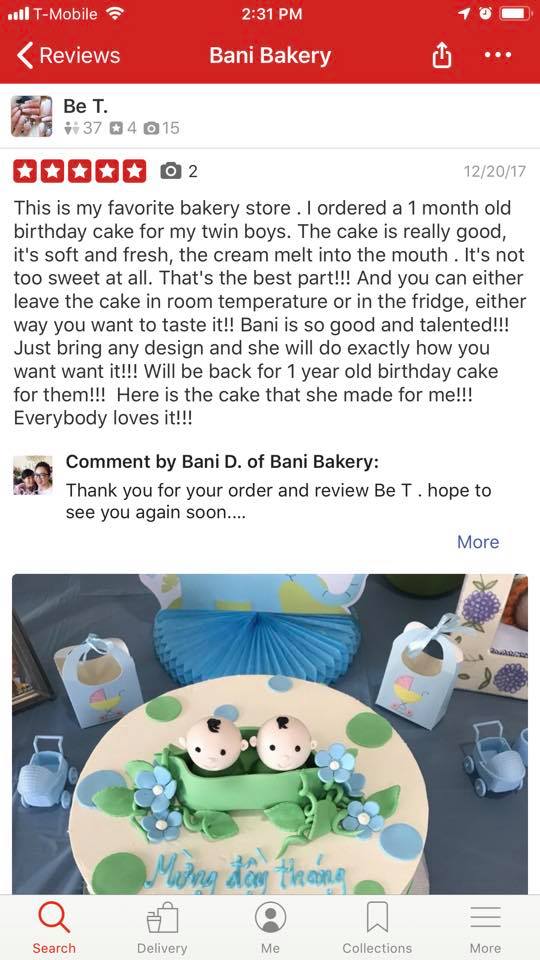 T-Mobile 2:31 PM
Reviews Bani Bakery
Be T.
37 4 15
2 12/20/17
This is my favorite bakery store . I ordered a 1 month old
birthday cake for my twin boys. The cake is really good,
it's soft and fresh, the cream melt into the mouth . It's not
too sweet at all. That's the best part!!! And you can either
leave the cake in room temperature or in the fridge, either
way you want to taste it!! Bani is so good and talented!!!
Just bring any design and she will do exactly how you
want want it!!! Will be back for 1 year old birthday cake
for them!!!  Here is the cake that she made for me!!!
Everybody loves it!!!
Comment by Bani D. of Bani Bakery:
Thank you for your order and review Be T . hope to
see you again soon....
More
Mừng đầy tháng
Search Delivery Me Collections More